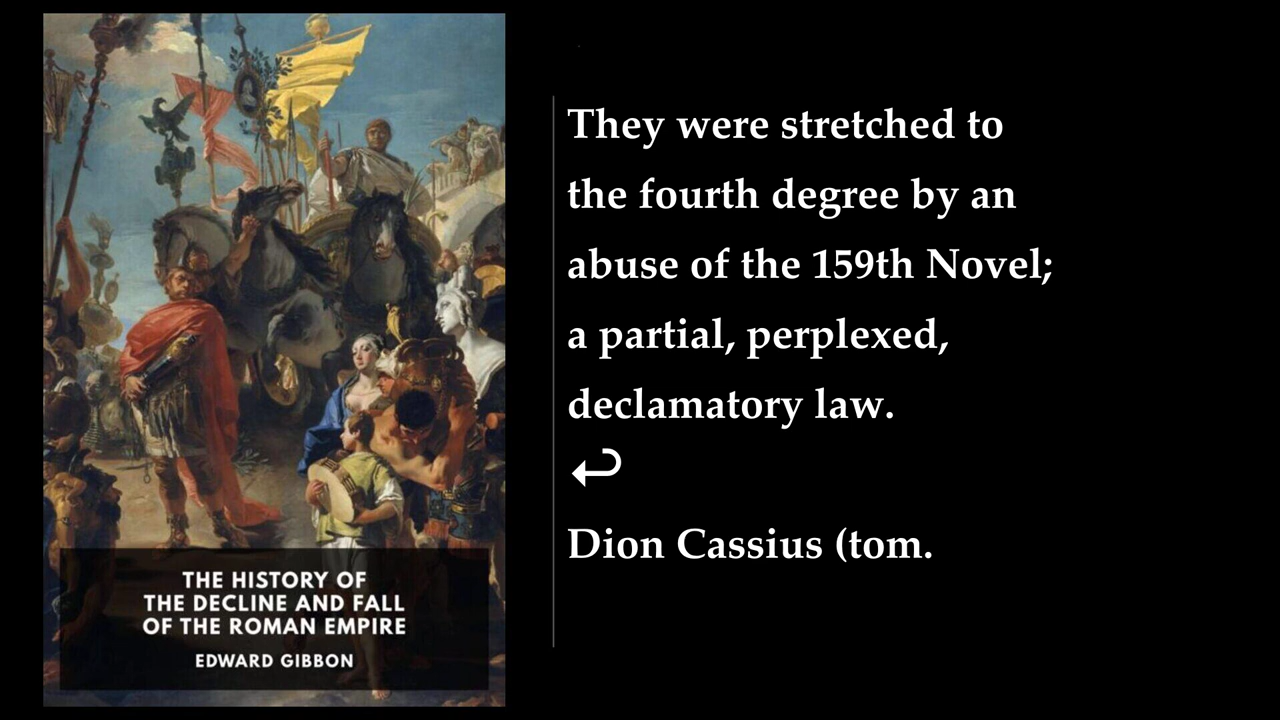 THE HISTORY OF
THE DECLINE AND FALL
OF THE ROMAN EMPIRE
EDWARD GIBBON
They were stretched to
the fourth degree by an
abuse of the 159th Novel;
a partial, perplexed,
declamatory law.
↩
Dion Cassius (tom.